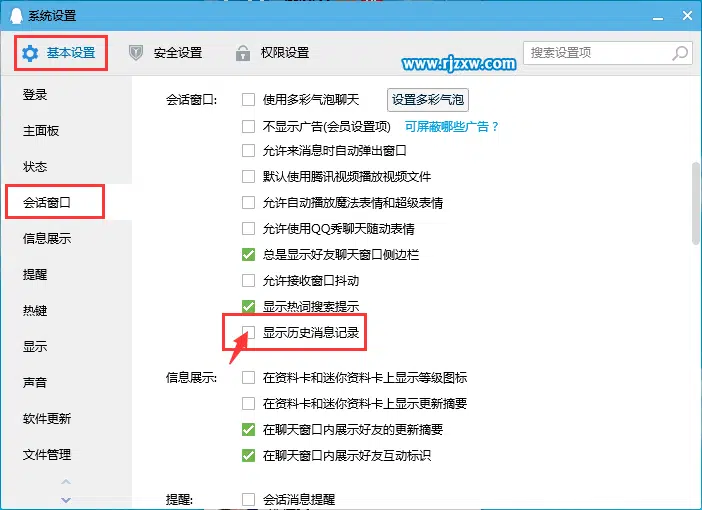 系统设置
基本设置 安全设置 权限设置
www.rjzxw.com
搜索设置项
登录
主面板
状态
会话窗口
信息展示
提醒
热键
显示
声音
软件更新
文件管理
会话窗口: 使用多彩气泡聊天 设置多彩气泡
不显示广告(会员设置项) 可屏蔽哪些广告？
允许来消息时自动弹出窗口
默认使用腾讯视频播放视频文件
允许自动播放魔法表情和超级表情
允许使用QQ秀聊天随动表情
总是显示好友聊天窗口侧边栏
允许接收窗口抖动
显示热词搜索提示
显示历史消息记录
信息展示: 在资料卡和迷你资料卡上显示等级图标
在资料卡和迷你资料卡上显示更新摘要
在聊天窗口内展示好友的更新摘要
在聊天窗口内展示好友互动标识
提醒: 会话消息提醒